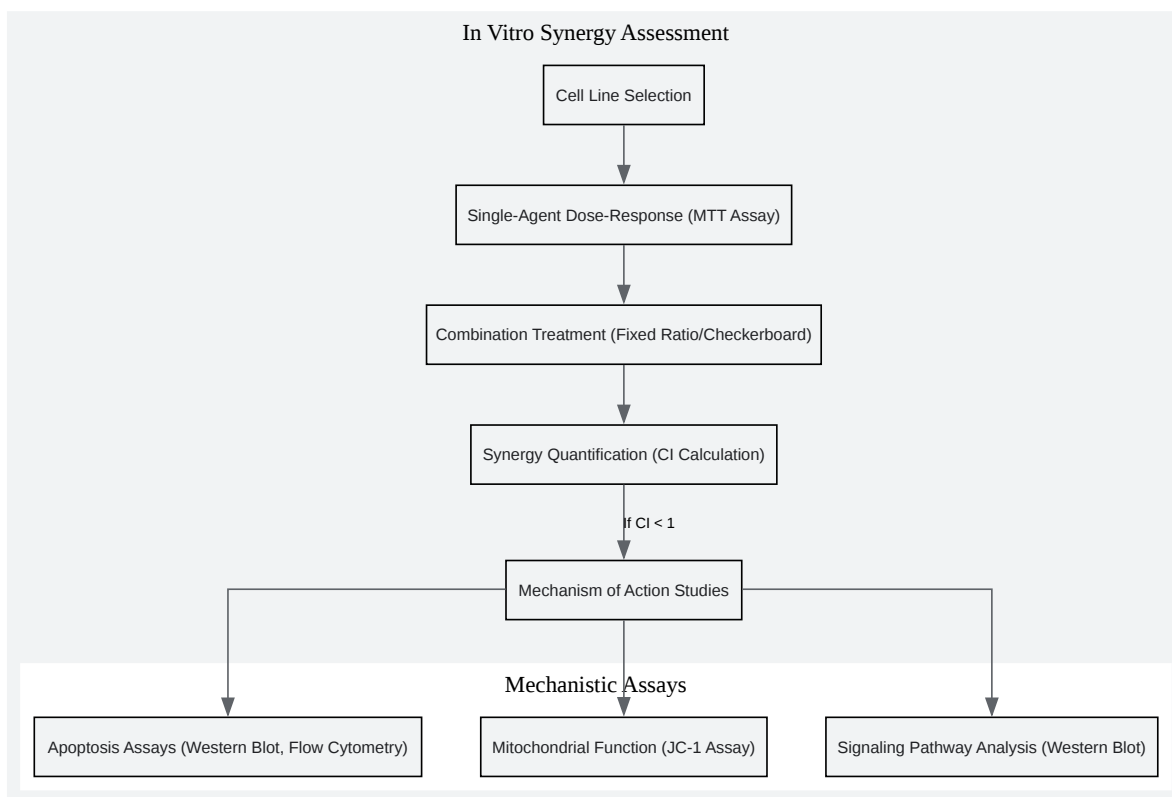 In Vitro Synergy Assessment
Cell Line Selection
Single-Agent Dose-Response (MTT Assay)
Combination Treatment (Fixed Ratio/Checkerboard)
Synergy Quantification (CI Calculation)
If CI < 1
Mechanism of Action Studies
Mechanistic Assays
Apoptosis Assays (Western Blot, Flow Cytometry)
Mitochondrial Function (JC-1 Assay)
Signaling Pathway Analysis (Western Blot)